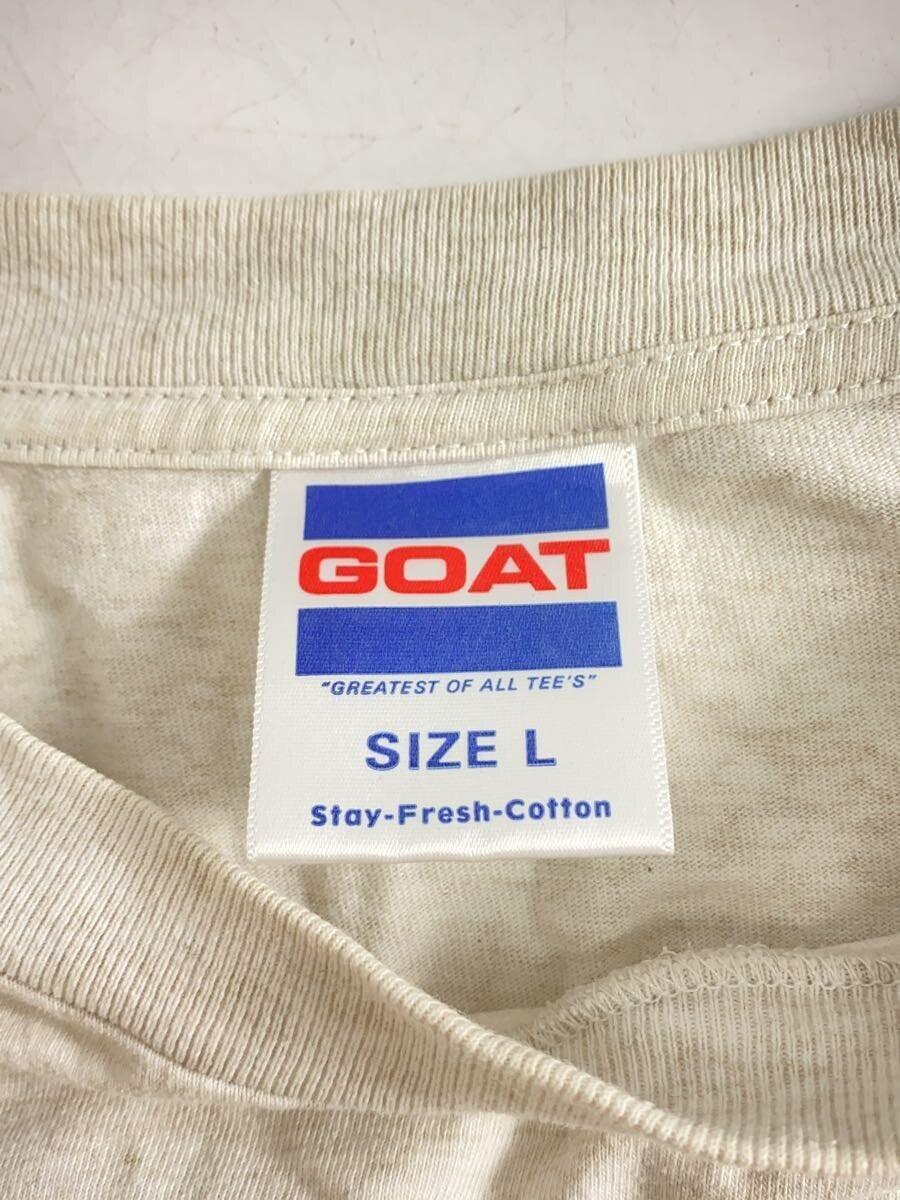 GOAT
"GREATEST OF ALL TEE'S"
SIZE L
Stay-Fresh-Cotton